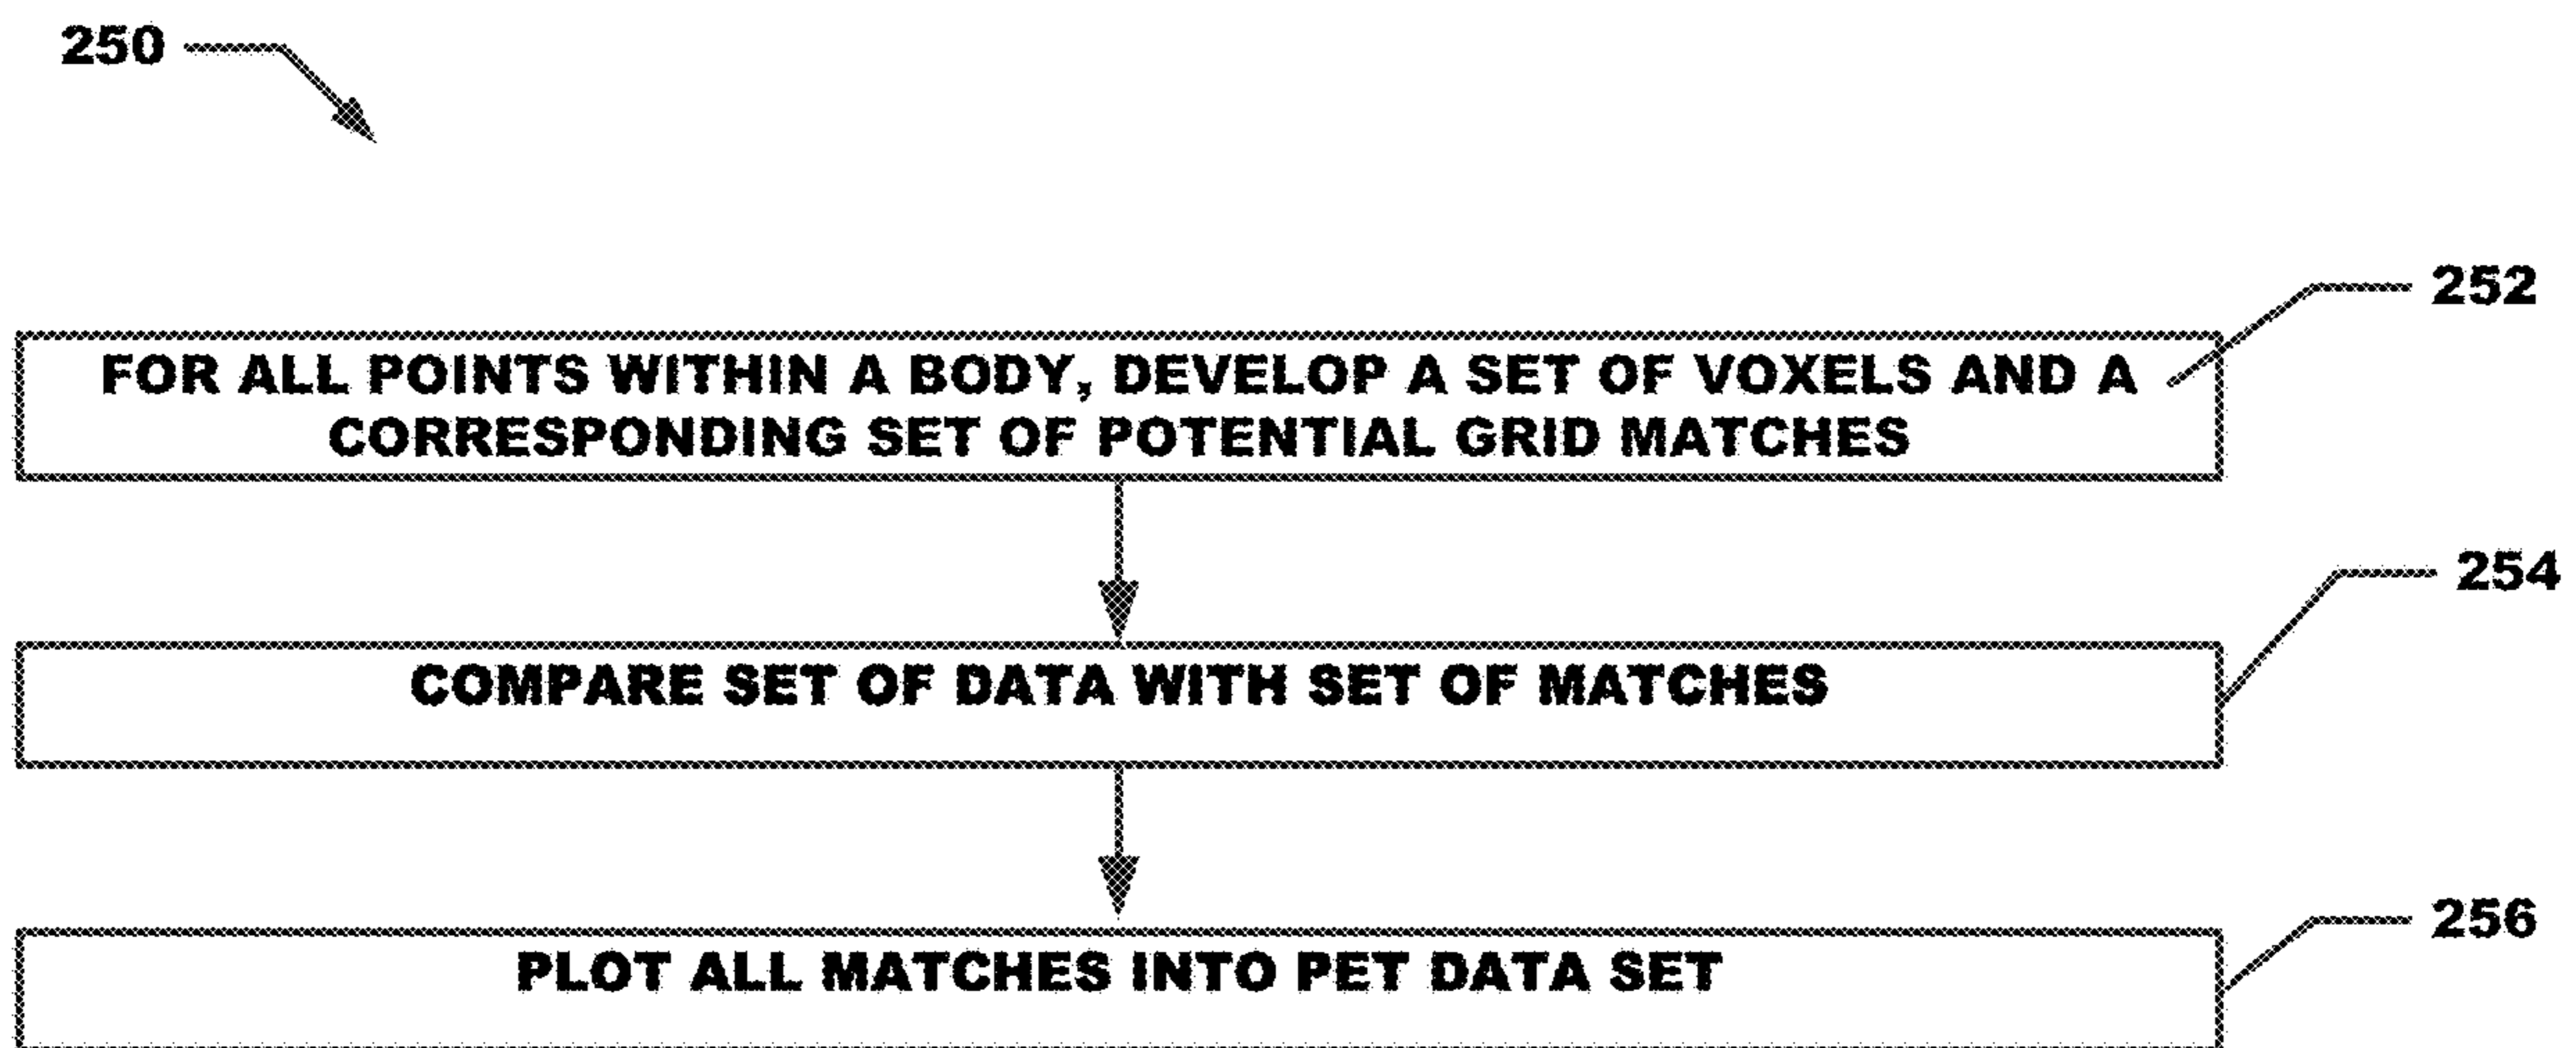 250
252
FOR ALL POINTS WITHIN A BODY, DEVELOP A SET OF VOXELS AND A
CORRESPONDING SET OF POTENTIAL GRID MATCHES
254
COMPARE SET OF DATA WITH SET OF MATCHES
256
PLOT ALL MATCHES INTO PET DATA SET